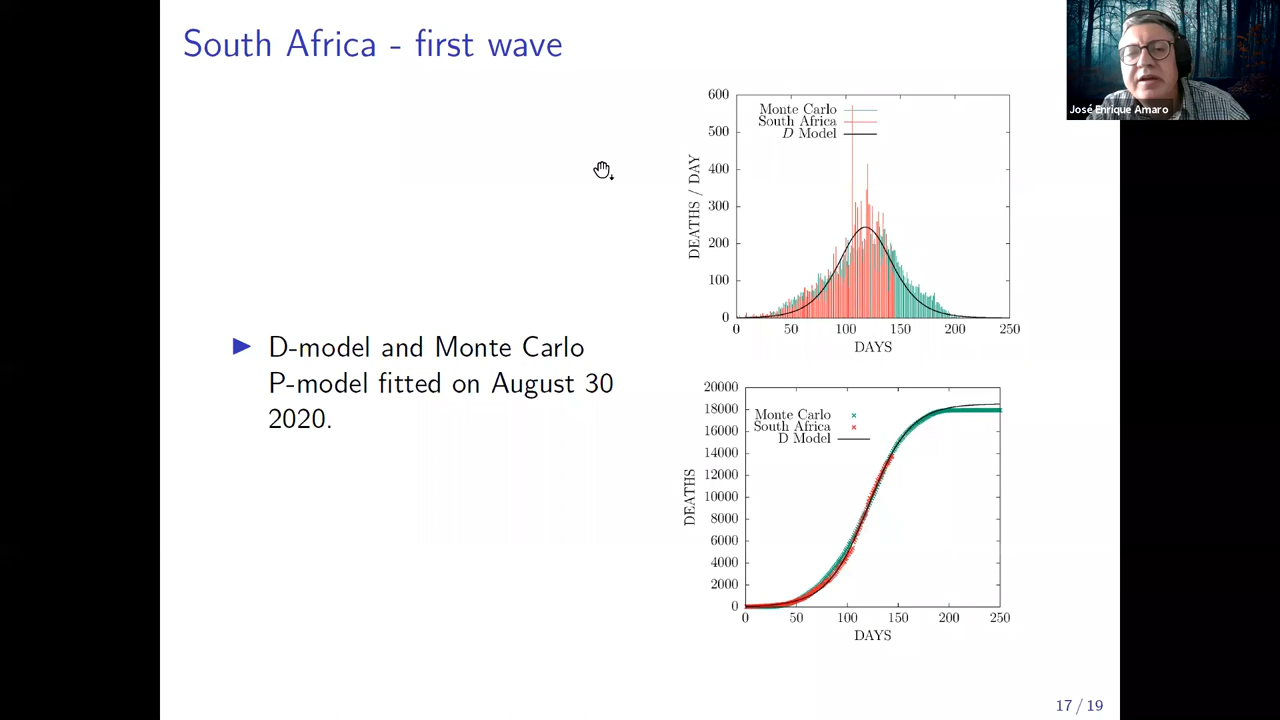 South Africa - first wave
José Enrique Amaro
▶ D-model and Monte Carlo
P-model fitted on August 30
2020.
DEATHS / DAY
600
500
400
300
200
100
0
Monte Carlo
South Africa
D Model
0 50 100 150 200 250
DAYS
DEATHS
20000
18000
16000
14000
12000
10000
8000
6000
4000
2000
0
Monte Carlo
South Africa
D Model
0 50 100 150 200 250
DAYS
17 / 19